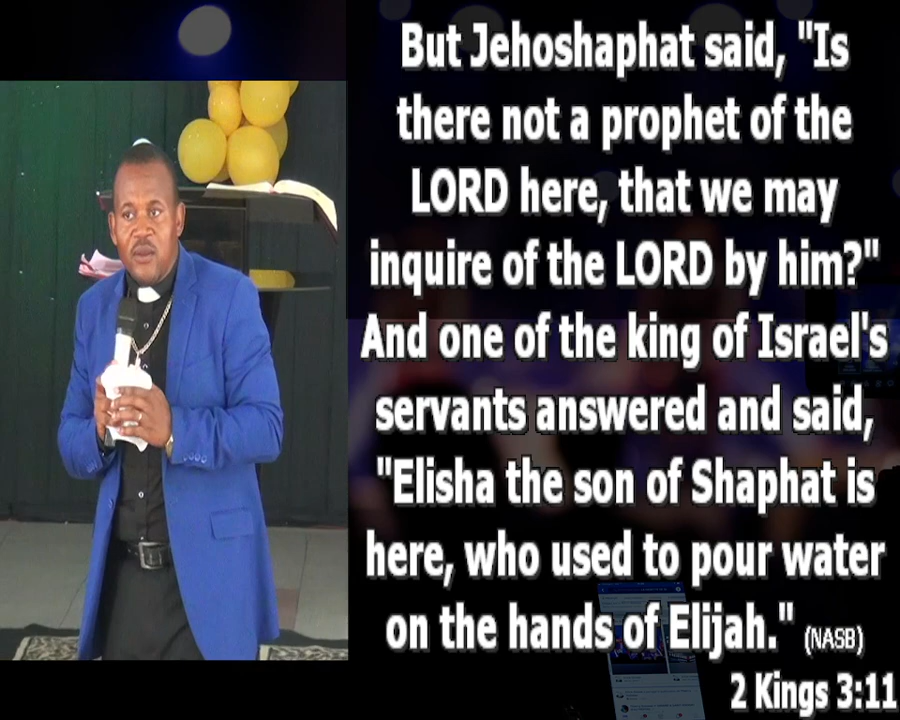 But Jehoshaphat said, "Is
there not a prophet of the
LORD here, that we may
inquire of the LORD by him?"
And one of the king of Israel's
servants answered and said,
"Elisha the son of Shaphat is
here, who used to pour water
on the hands of Elijah." (NASB)
2 Kings 3:11